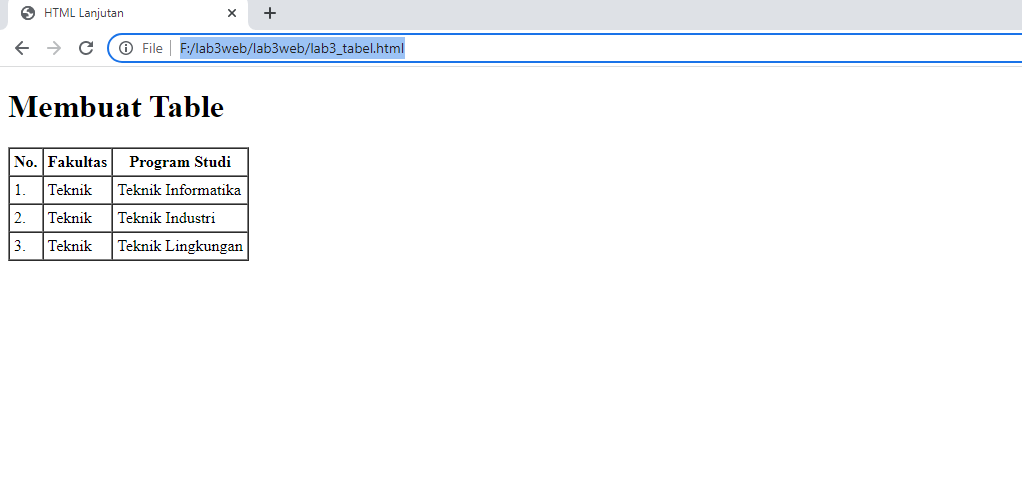 HTML Lanjutan
File F:/lab3web/lab3web/lab3_tabel.html
Membuat Table
No. Fakultas Program Studi
1. Teknik Teknik Informatika
2. Teknik Teknik Industri
3. Teknik Teknik Lingkungan